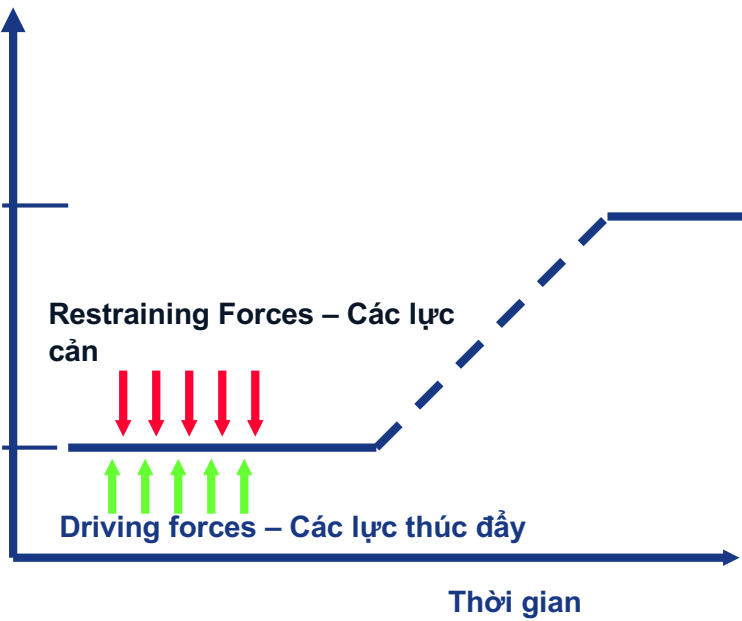 Restraining Forces – Các lực
cản
Driving forces – Các lực thúc đẩy
Thời gian